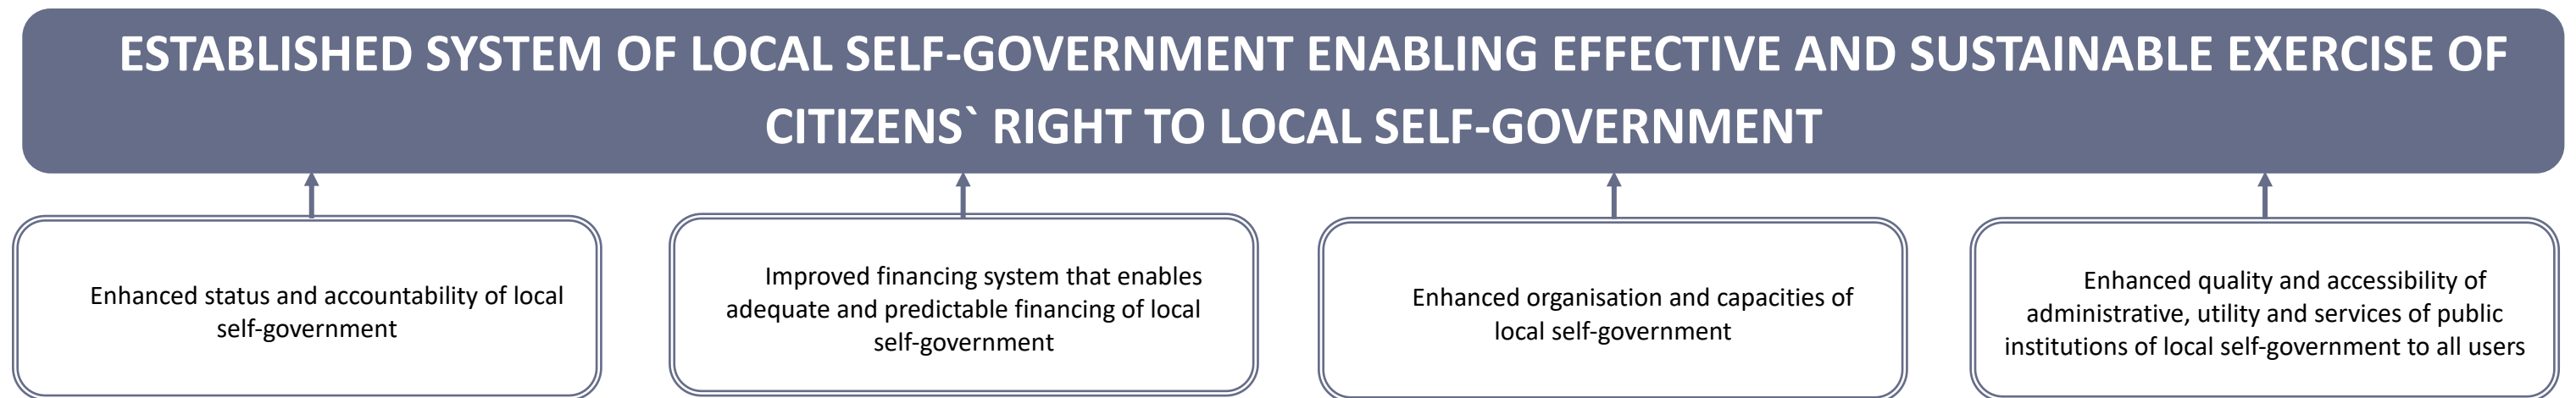 ESTABLISHED SYSTEM OF LOCAL SELF-GOVERNMENT ENABLING EFFECTIVE AND SUSTAINABLE EXERCISE OF
CITIZENS` RIGHT TO LOCAL SELF-GOVERNMENT
Enhanced status and accountability of local
self-government
Improved financing system that enables
adequate and predictable financing of local
self-government
Enhanced organisation and capacities of
local self-government
Enhanced quality and accessibility of
administrative, utility and services of public
institutions of local self-government to all users